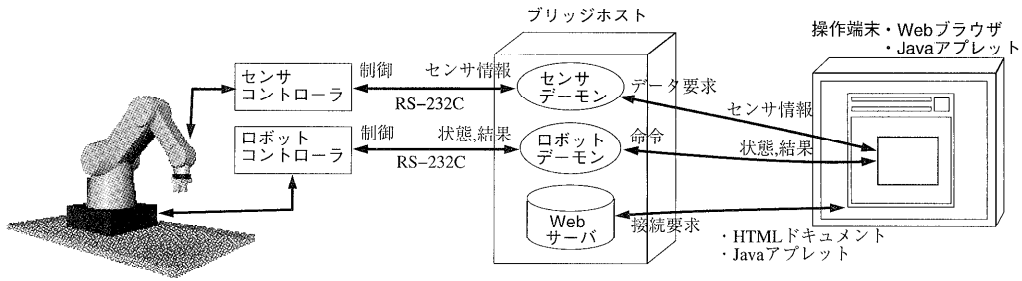 ブリッジホスト
操作端末・Webブラウザ
・Javaアプレット
センサ
コントローラ
制御
センサ情報
RS-232C
センサ
デーモン
データ要求
センサ情報
ロボット
コントローラ
制御
状態,結果
RS-232C
ロボット
デーモン
命令
状態,結果
Web
サーバ
接続要求
・HTMLドキュメント
・Javaアプレット